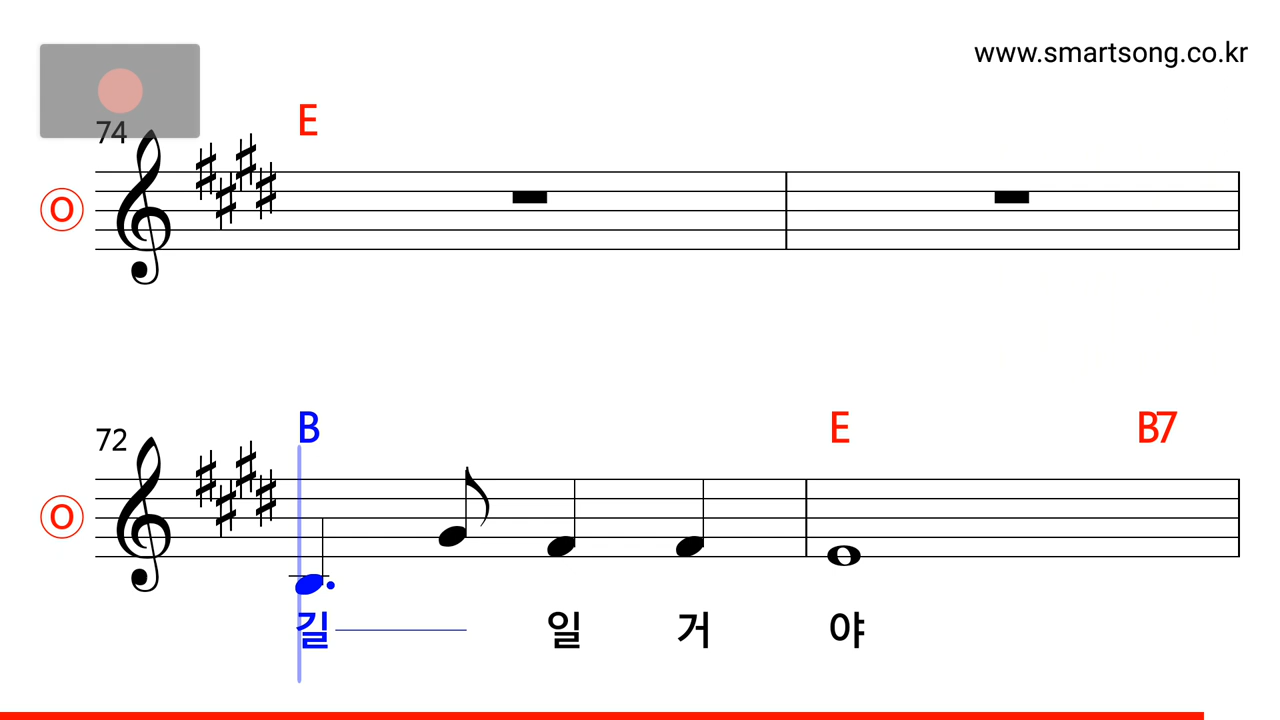 www.smartsong.co.kr
74
E
O
72
B E B7
O
길 일 거 야